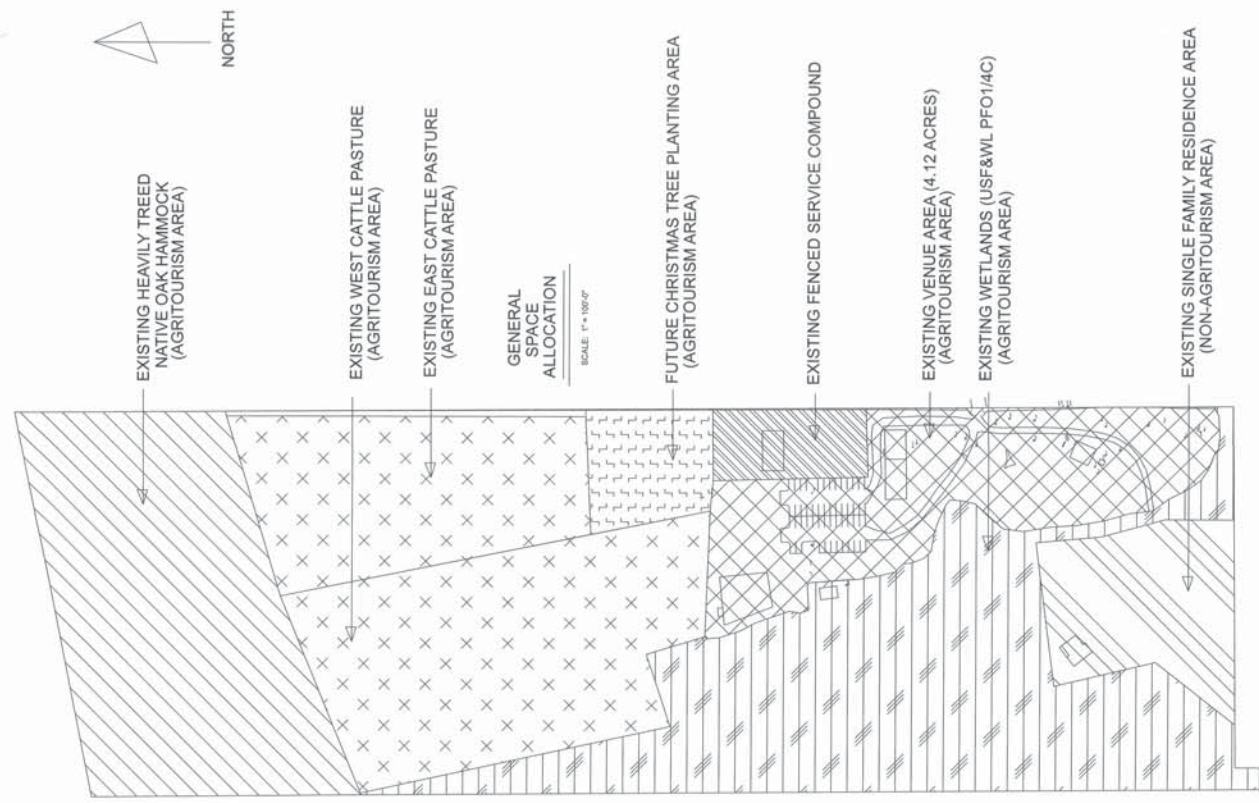 NORTH
EXISTING HEAVILY TREED
NATIVE OAK HAMMOCK
(AGRITOURISM AREA)
EXISTING WEST CATTLE PASTURE
(AGRITOURISM AREA)
EXISTING EAST CATTLE PASTURE
(AGRITOURISM AREA)
GENERAL
SPACE
ALLOCATION
SCALE: 1" = 100'-0"
FUTURE CHRISTMAS TREE PLANTING AREA
(AGRITOURISM AREA)
EXISTING FENCED SERVICE COMPOUND
EXISTING VENUE AREA (4.12 ACRES)
(AGRITOURISM AREA)
EXISTING WETLANDS (USF&WL PFO1/4C)
(AGRITOURISM AREA)
EXISTING SINGLE FAMILY RESIDENCE AREA
(NON-AGRITOURISM AREA)